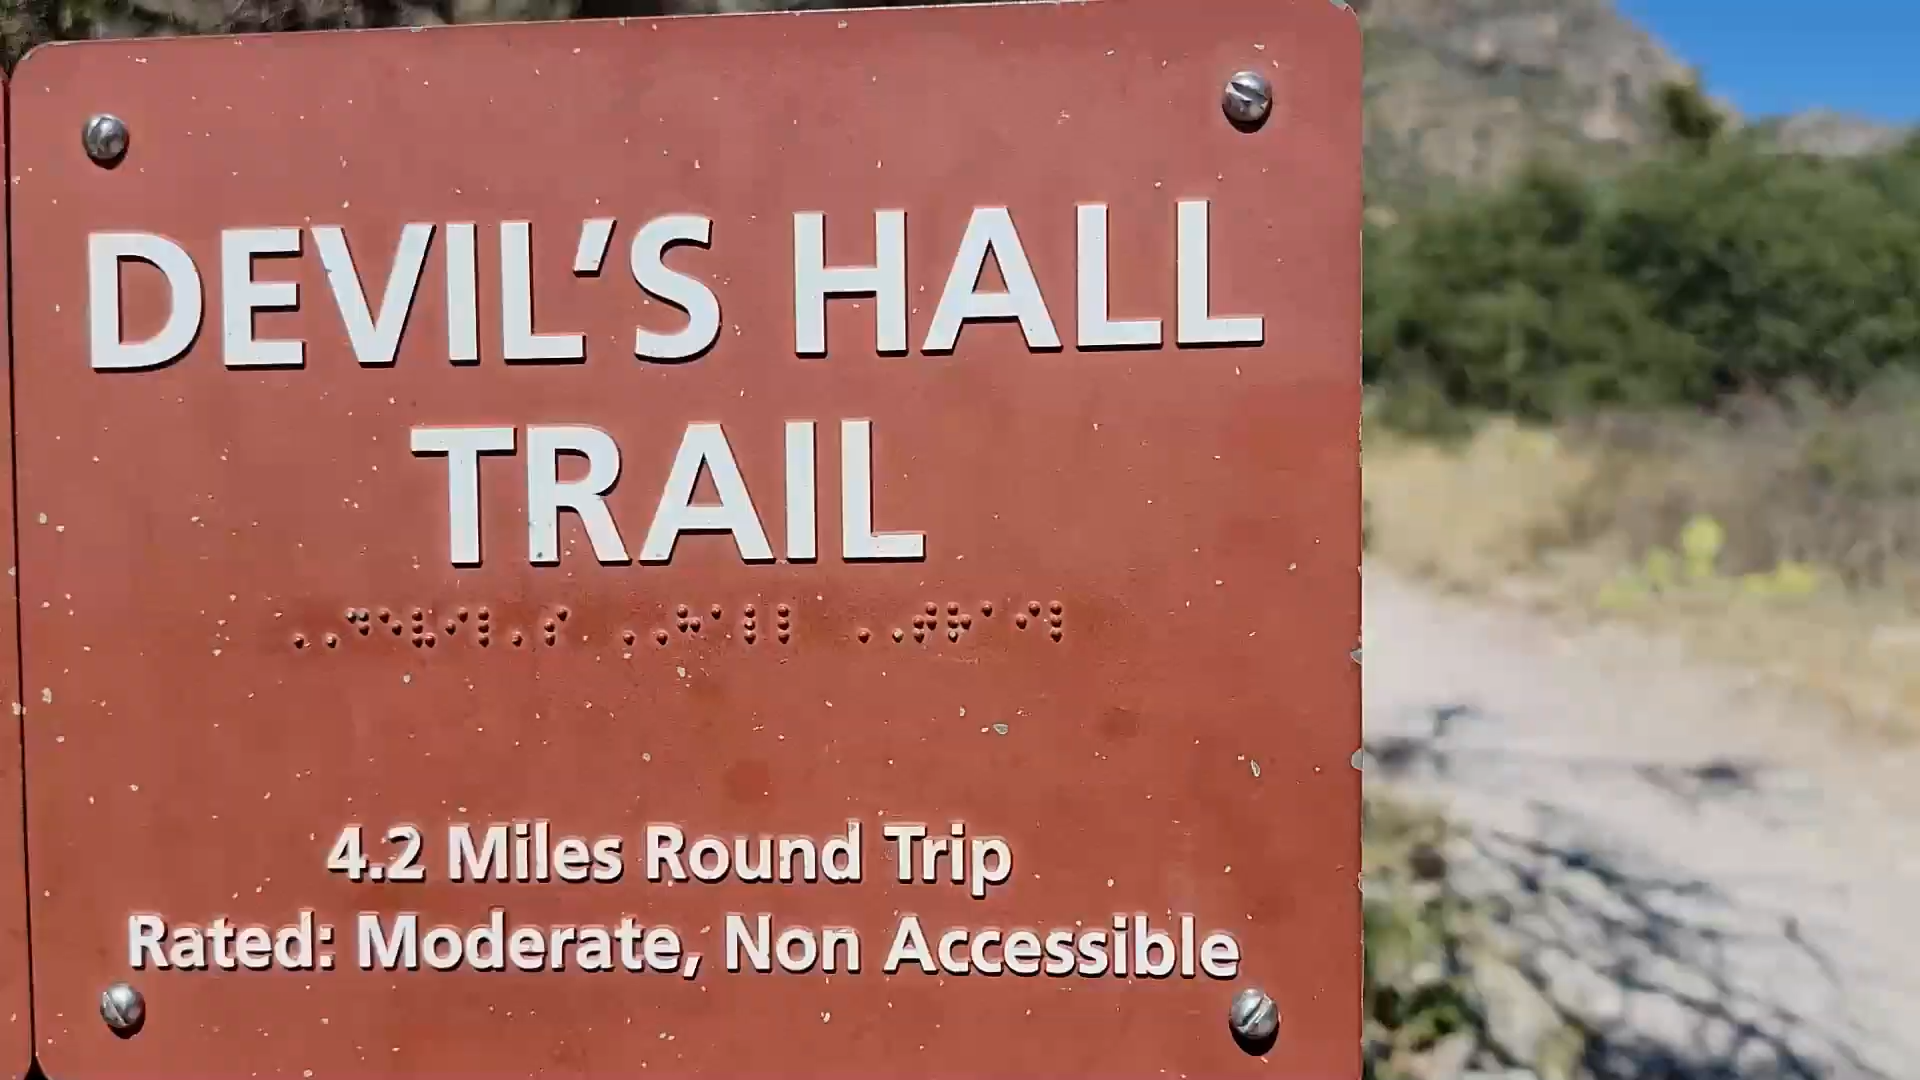 DEVIL’S HALL
TRAIL
⠠⠠⠙⠑⠧⠊⠇⠄⠎ ⠠⠠⠓⠁⠇⠇ ⠠⠠⠞⠗⠁⠊⠇
4.2 Miles Round Trip
Rated: Moderate, Non Accessible